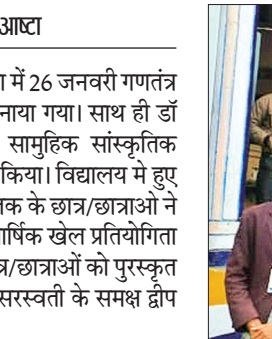 आष्टा
में 26 जनवरी गणतंत्र
नाया गया। साथ ही डॉ
सामुहिक सांस्कृतिक
किया। विद्यालय मे हुए
के छात्र/छात्राओ ने
ार्षिक खेल प्रतियोगिता
त्र/छात्राओं को पुरस्कृत
सरस्वती के समक्ष द्वीप